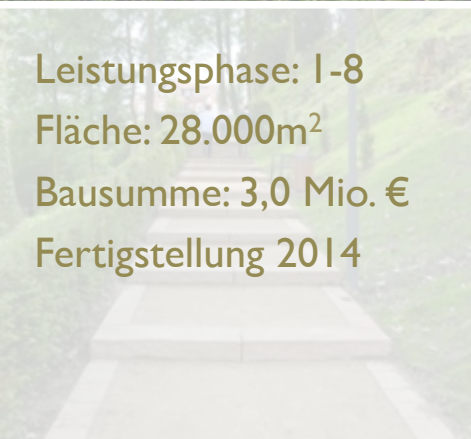 Leistungsphase: 1-8
Fläche: 28.000m²
Bausumme: 3,0 Mio. €
Fertigstellung 2014